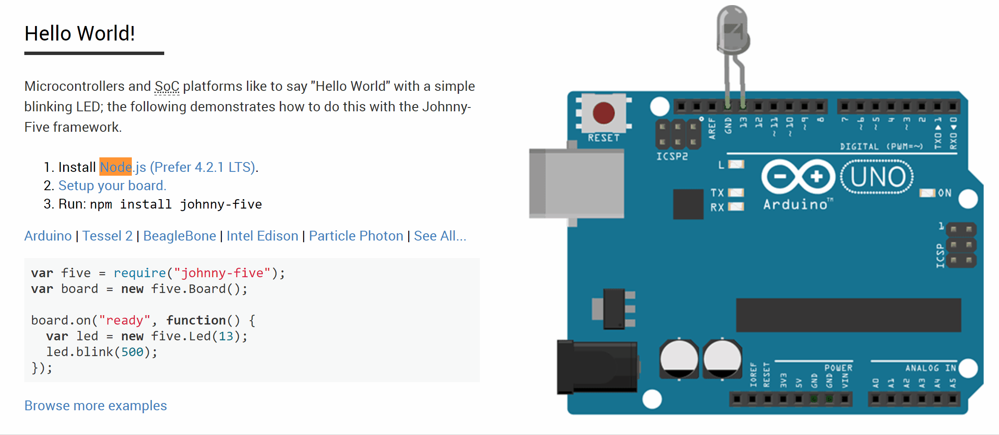 Hello World!
Microcontrollers and SoC platforms like to say "Hello World" with a simple
blinking LED; the following demonstrates how to do this with the Johnny-
Five framework.
1. Install Node.js (Prefer 4.2.1 LTS).
2. Setup your board.
3. Run: npm install johnny-five
Arduino | Tessel 2 | BeagleBone | Intel Edison | Particle Photon | See All...
var five = require("johnny-five");
var board = new five.Board();
board.on("ready", function() {
  var led = new five.Led(13);
  led.blink(500);
});
Browse more examples
RESET
ICSP2
AREF
GND
13
12
~11
~10
~9
8
7
~6
~5
4
~3
2
TX0▶1
RX0◀0
DIGITAL (PWM=~)
L
TX
RX
Arduino™
UNO
ON
1
ICSP
POWER
IOREF
RESET
3V3
5V
GND
GND
VIN
ANALOG IN
A0
A1
A2
A3
A4
A5